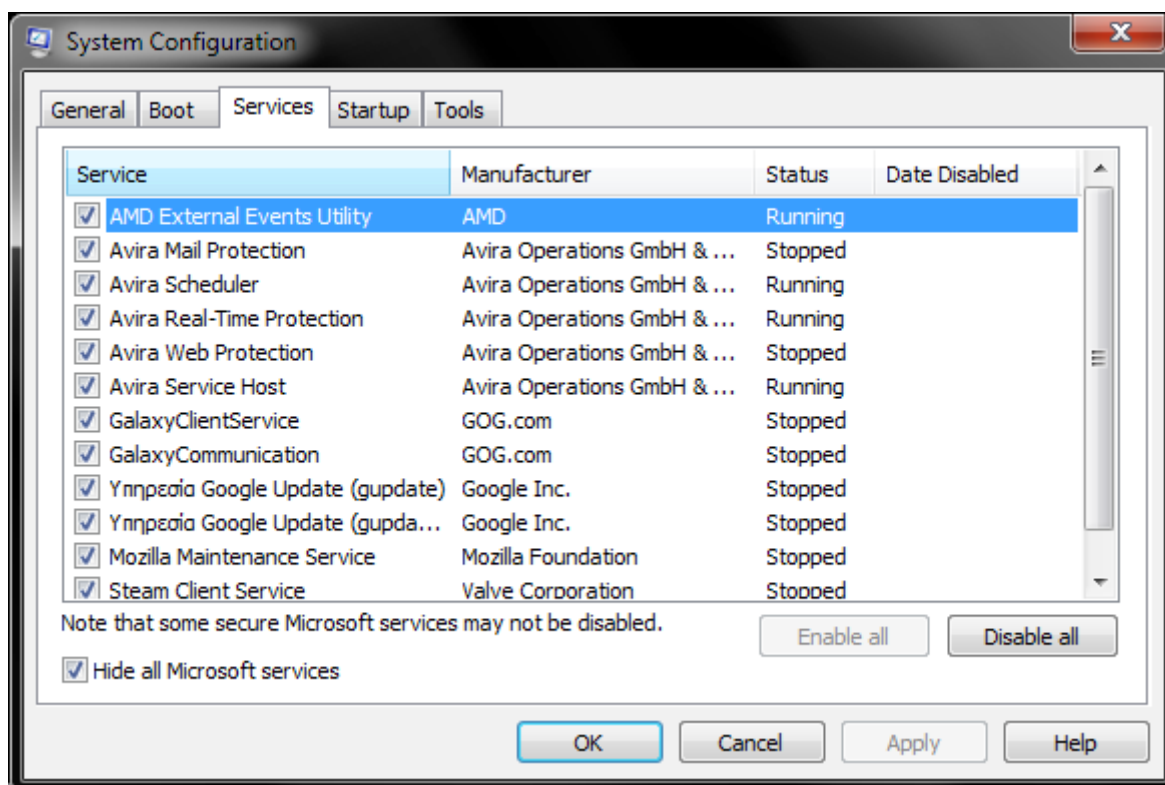 System Configuration
General Boot Services Startup Tools
Service Manufacturer Status Date Disabled
AMD External Events Utility AMD Running
Avira Mail Protection Avira Operations GmbH & ... Stopped
Avira Scheduler Avira Operations GmbH & ... Running
Avira Real-Time Protection Avira Operations GmbH & ... Running
Avira Web Protection Avira Operations GmbH & ... Stopped
Avira Service Host Avira Operations GmbH & ... Running
GalaxyClientService GOG.com Stopped
GalaxyCommunication GOG.com Stopped
Υπηρεσία Google Update (gupdate) Google Inc. Stopped
Υπηρεσία Google Update (gupda... Google Inc. Stopped
Mozilla Maintenance Service Mozilla Foundation Stopped
Steam Client Service Valve Corporation Stopped
Note that some secure Microsoft services may not be disabled.
Enable all Disable all
Hide all Microsoft services
OK Cancel Apply Help